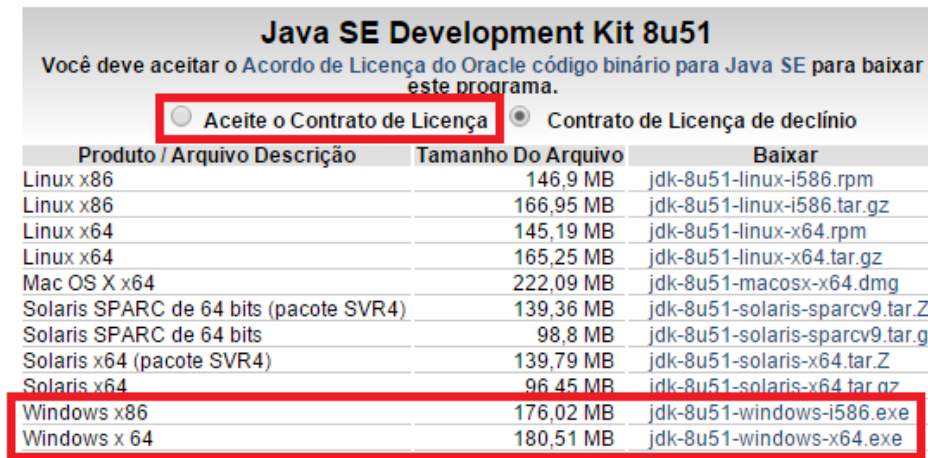 Java SE Development Kit 8u51
Você deve aceitar o Acordo de Licença do Oracle código binário para Java SE para baixar
este programa.
Aceite o Contrato de Licença Contrato de Licença de declínio
Produto / Arquivo Descrição Tamanho Do Arquivo Baixar
Linux x86 146,9 MB jdk-8u51-linux-i586.rpm
Linux x86 166,95 MB jdk-8u51-linux-i586.tar.gz
Linux x64 145,19 MB jdk-8u51-linux-x64.rpm
Linux x64 165,25 MB jdk-8u51-linux-x64.tar.gz
Mac OS X x64 222,09 MB jdk-8u51-macosx-x64.dmg
Solaris SPARC de 64 bits (pacote SVR4) 139,36 MB jdk-8u51-solaris-sparcv9.tar.Z
Solaris SPARC de 64 bits 98,8 MB jdk-8u51-solaris-sparcv9.tar.g
Solaris x64 (pacote SVR4) 139,79 MB jdk-8u51-solaris-x64.tar.Z
Solaris x64 96,45 MB jdk-8u51-solaris-x64.tar.gz
Windows x86 176,02 MB jdk-8u51-windows-i586.exe
Windows x 64 180,51 MB jdk-8u51-windows-x64.exe